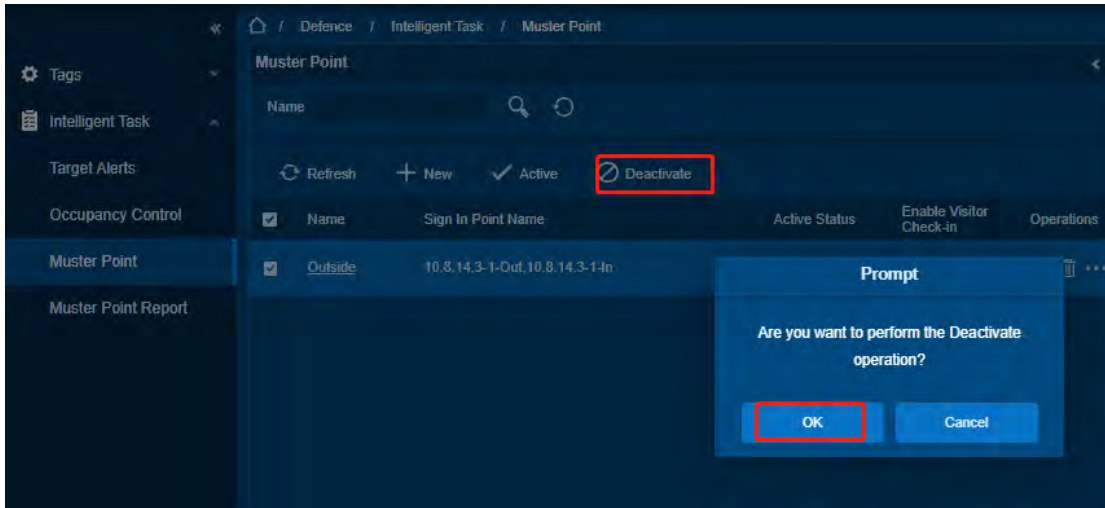 Defence / Intelligent Task / Muster Point
Tags
Intelligent Task
Target Alerts
Occupancy Control
Muster Point
Muster Point Report
Muster Point
Name
Refresh New Active Deactivate
Name Sign In Point Name Active Status Enable Visitor Check-in Operations
Outside 10.8.14.3-1-Out,10.8.14.3-1-In
Prompt
Are you want to perform the Deactivate
operation?
OK Cancel